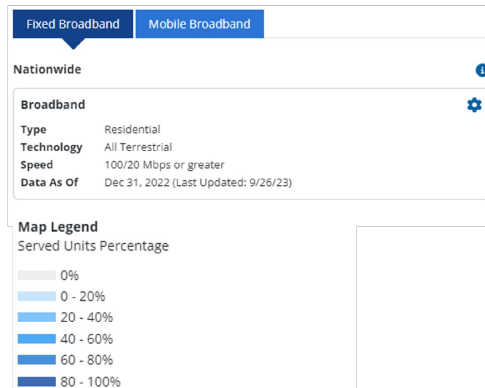 Fixed Broadband Mobile Broadband
Nationwide
Broadband
Type Residential
Technology All Terrestrial
Speed 100/20 Mbps or greater
Data As Of Dec 31, 2022 (Last Updated: 9/26/23)
Map Legend
Served Units Percentage
0%
0 - 20%
20 - 40%
40 - 60%
60 - 80%
80 - 100%